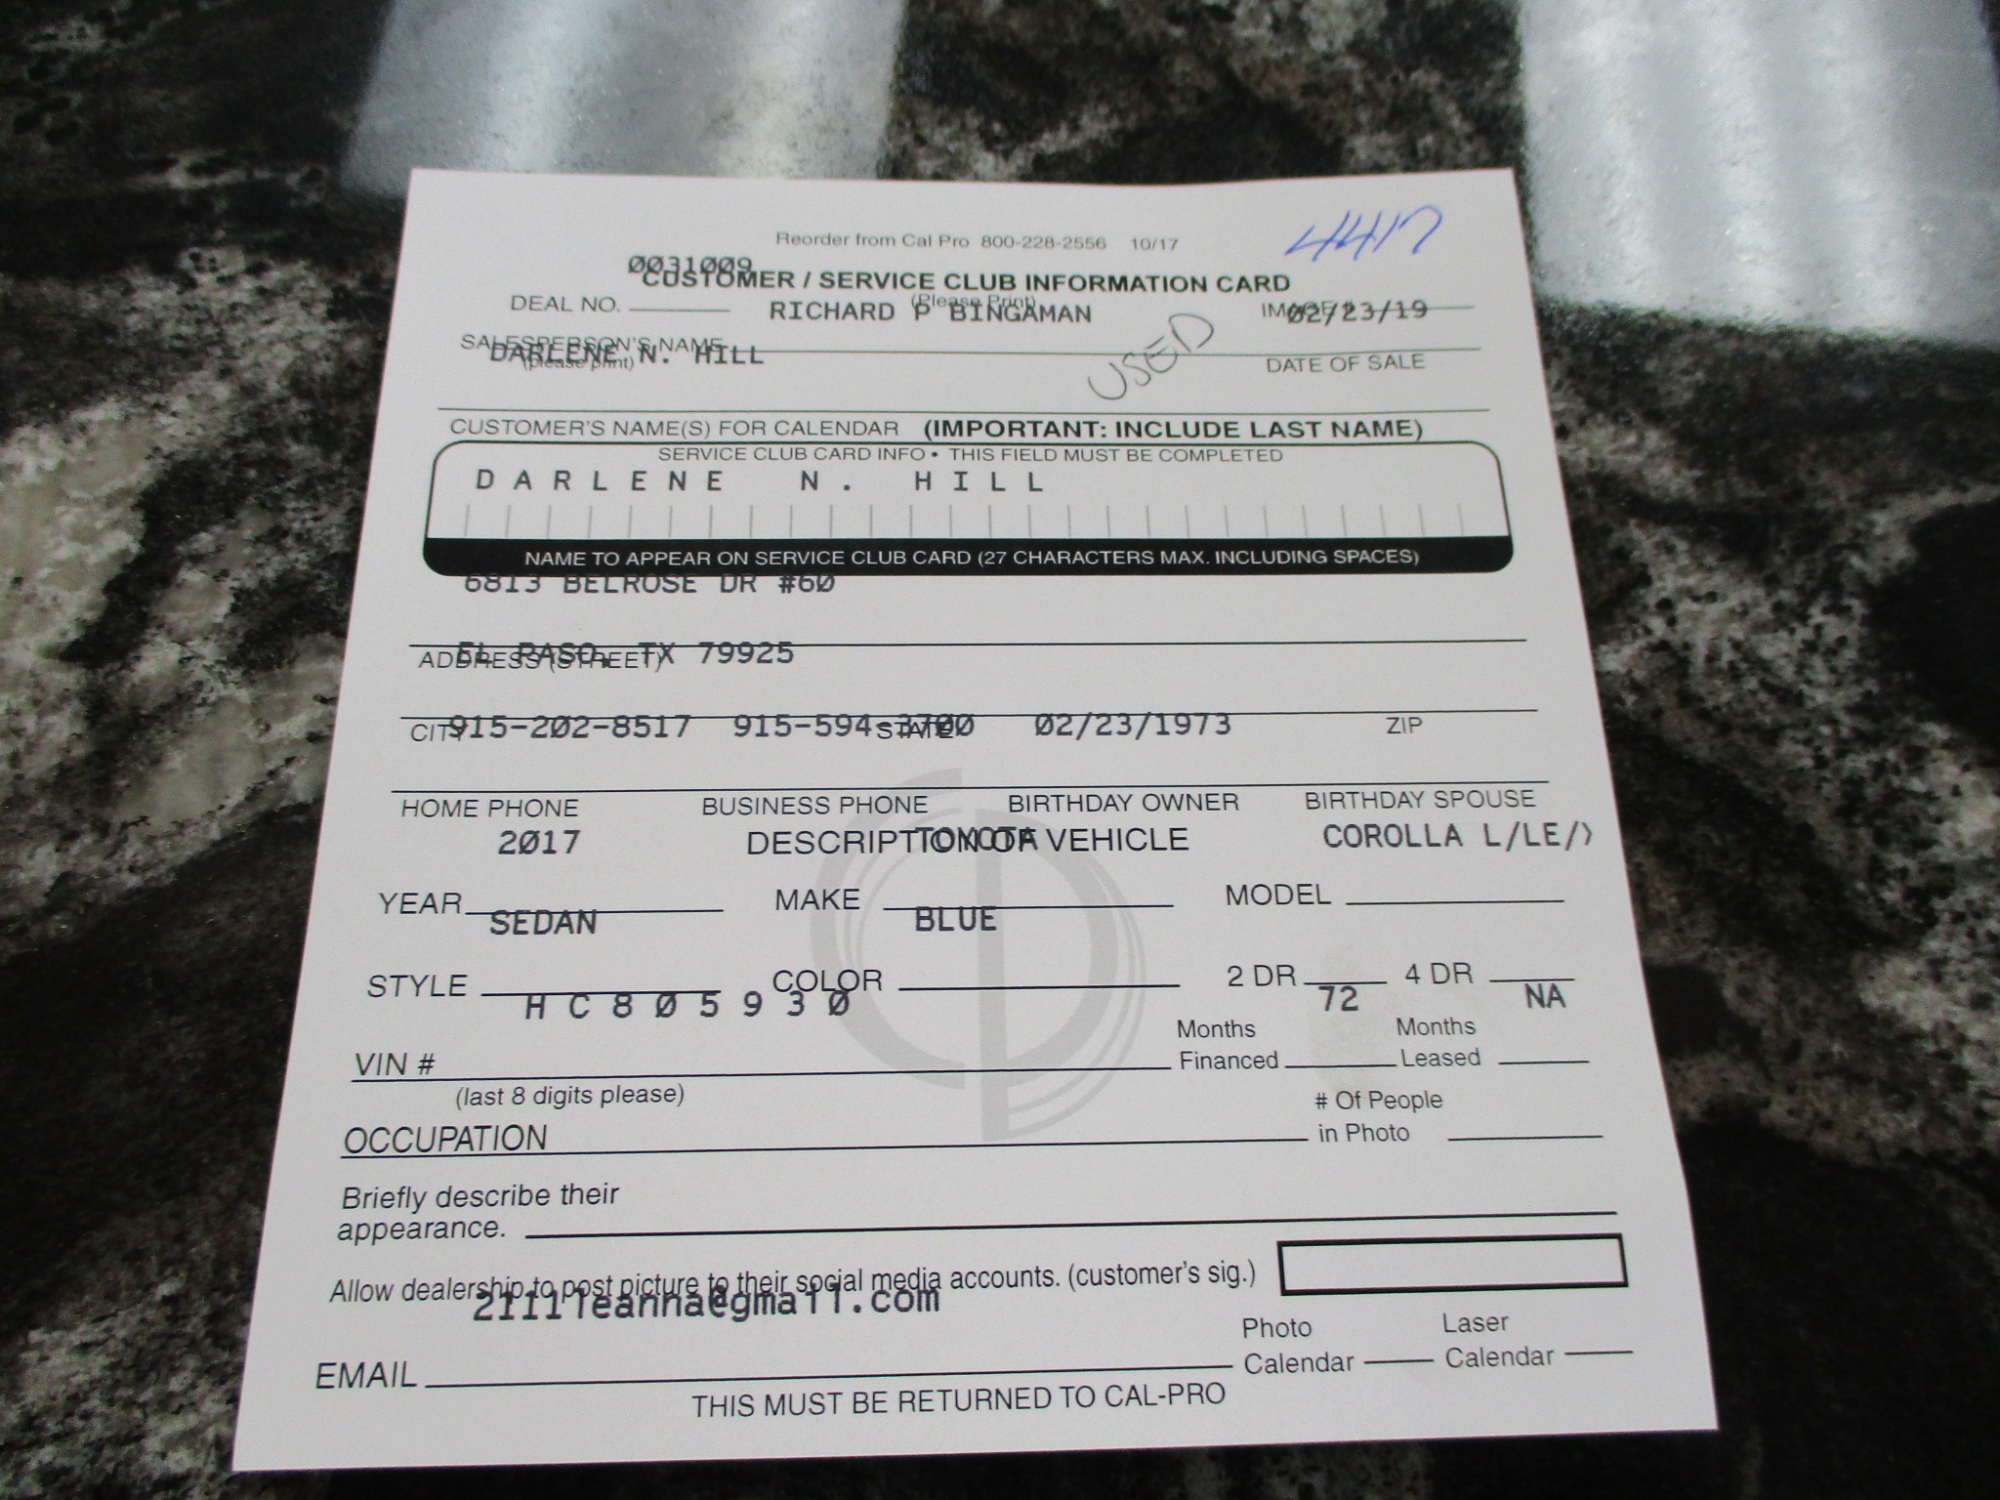 4417
Reorder from Cal Pro 800-228-2556 10/17
0031009
CUSTOMER / SERVICE CLUB INFORMATION CARD
(Please Print)
DEAL NO. RICHARD P BINGAMAN 02/23/19
SALESPERSON'S NAME
DARLENE N. HILL
(please print)
USED
DATE OF SALE
CUSTOMER'S NAME(S) FOR CALENDAR (IMPORTANT: INCLUDE LAST NAME)
SERVICE CLUB CARD INFO • THIS FIELD MUST BE COMPLETED
DARLENE N. HILL
NAME TO APPEAR ON SERVICE CLUB CARD (27 CHARACTERS MAX. INCLUDING SPACES)
6813 BELROSE DR #60
EL PASO, TX 79925
ADDRESS (STREET)
915-202-8517 915-594-3700 02/23/1973
CITY STATE ZIP
HOME PHONE BUSINESS PHONE BIRTHDAY OWNER BIRTHDAY SPOUSE
2017 TOYOTA COROLLA L/LE/
DESCRIPTION OF VEHICLE
YEAR MAKE MODEL
SEDAN BLUE
STYLE COLOR 2 DR 4 DR
HC805930 72 NA
VIN # Months Financed Months Leased
(last 8 digits please)
OCCUPATION # Of People in Photo
Briefly describe their
appearance.
Allow dealership to post picture to their social media accounts. (customer's sig.)
2111leanna@gmail.com
EMAIL Photo Calendar Laser Calendar
THIS MUST BE RETURNED TO CAL-PRO